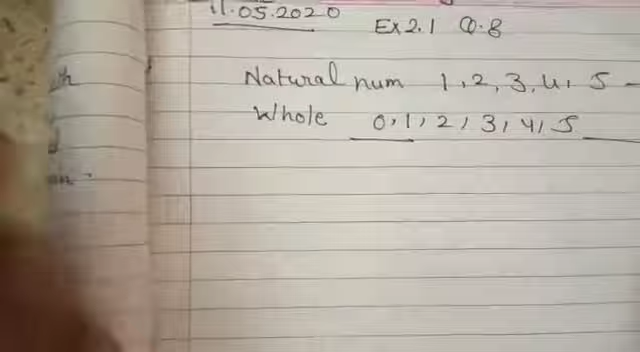 11.05.2020
Ex 2.1 Q.8
Natural num 1, 2, 3, 4, 5 -
Whole 0, 1, 2, 3, 4, 5